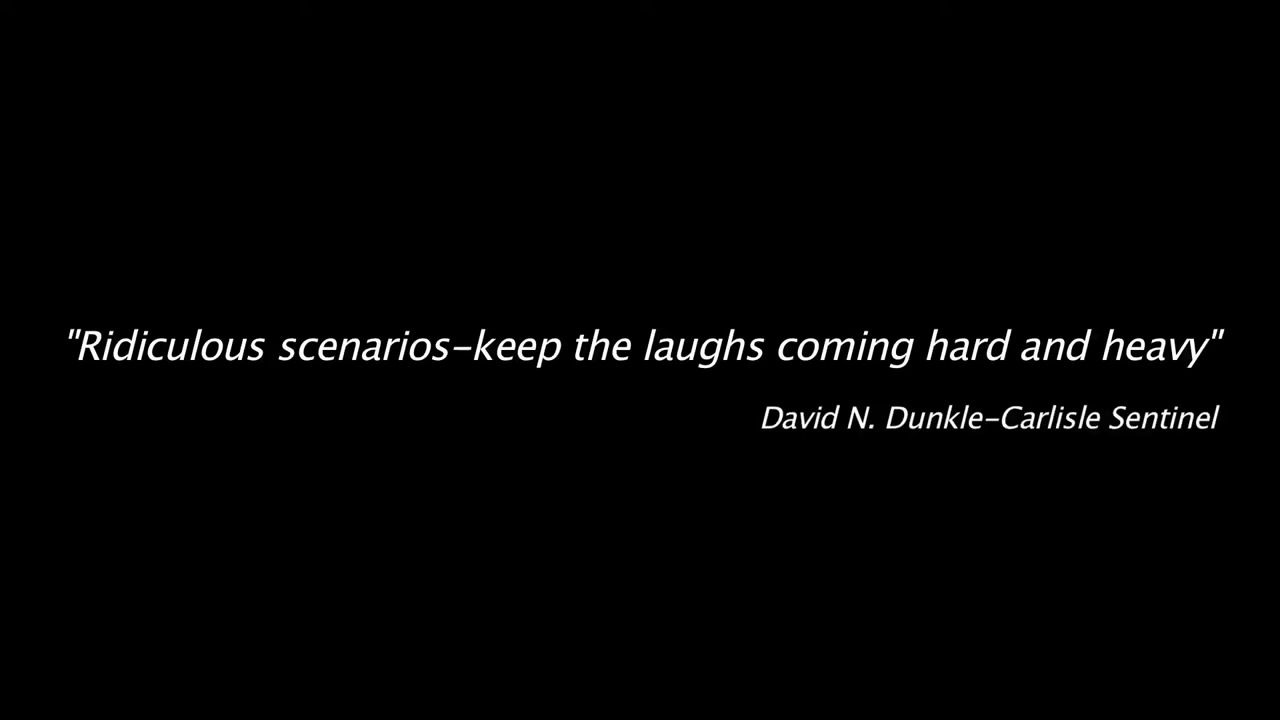 "Ridiculous scenarios-keep the laughs coming hard and heavy"
David N. Dunkle-Carlisle Sentinel